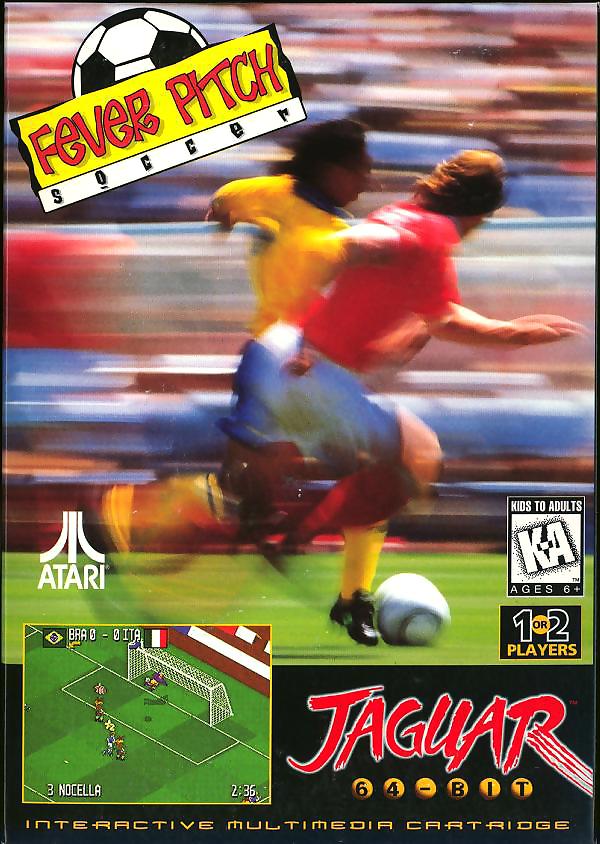 FEVER PITCH
soccer
KIDS TO ADULTS
K-A
AGES 6+
ATARI
1 OR 2
PLAYERS
BRA 0 - 0 ITA
3 NOCELLA
2:36
JAGUAR™
64-BIT
INTERACTIVE MULTIMEDIA CARTRIDGE